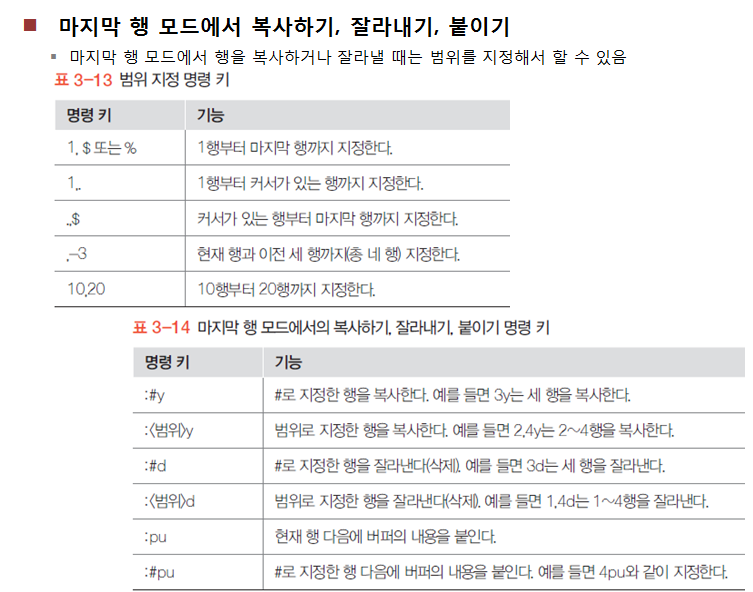 ■ 마지막 행 모드에서 복사하기, 잘라내기, 붙이기
▪ 마지막 행 모드에서 행을 복사하거나 잘라낼 때는 범위를 지정해서 할 수 있음
표 3-13 범위 지정 명령 키
명령 키 기능
1, $ 또는 % 1행부터 마지막 행까지 지정한다.
1,. 1행부터 커서가 있는 행까지 지정한다.
.,$ 커서가 있는 행부터 마지막 행까지 지정한다.
.,-3 현재 행과 이전 세 행까지(총 네 행) 지정한다.
10,20 10행부터 20행까지 지정한다.
표 3-14 마지막 행 모드에서의 복사하기, 잘라내기, 붙이기 명령 키
명령 키 기능
:#y #로 지정한 행을 복사한다. 예를 들면 3y는 세 행을 복사한다.
:<범위>y 범위로 지정한 행을 복사한다. 예를 들면 2,4y는 2~4행을 복사한다.
:#d #로 지정한 행을 잘라낸다(삭제). 예를 들면 3d는 세 행을 잘라낸다.
:<범위>d 범위로 지정한 행을 잘라낸다(삭제). 예를 들면 1,4d는 1~4행을 잘라낸다.
:pu 현재 행 다음에 버퍼의 내용을 붙인다.
:#pu #로 지정한 행 다음에 버퍼의 내용을 붙인다. 예를 들면 4pu와 같이 지정한다.